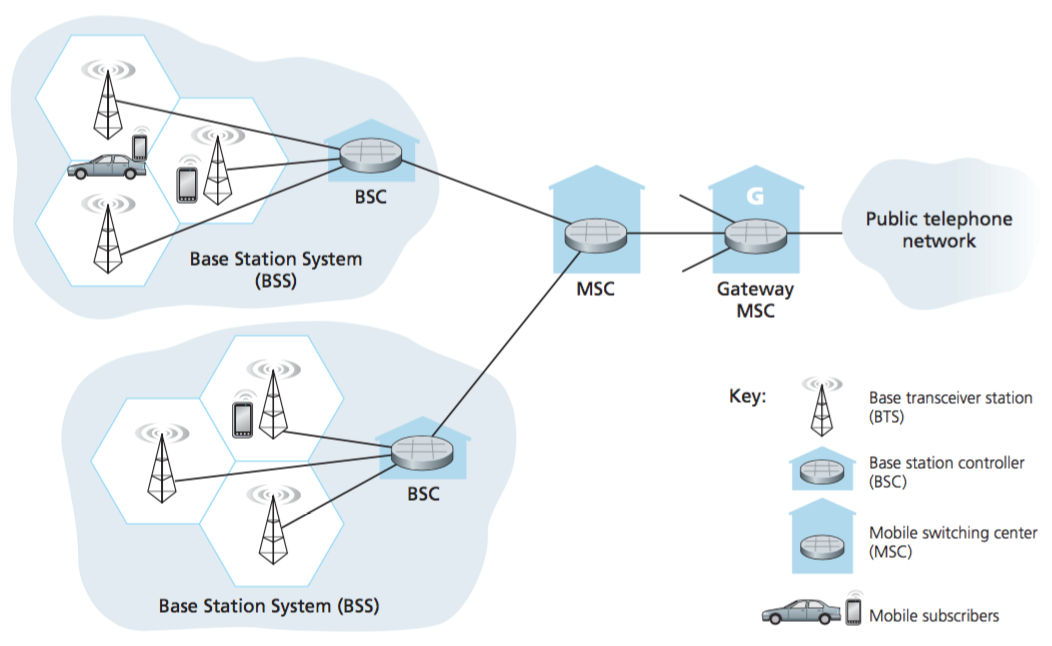 BSC
Base Station System
(BSS)
MSC
G
Gateway
MSC
Public telephone
network
BSC
Base Station System (BSS)
Key:
Base transceiver station
(BTS)
Base station controller
(BSC)
Mobile switching center
(MSC)
Mobile subscribers